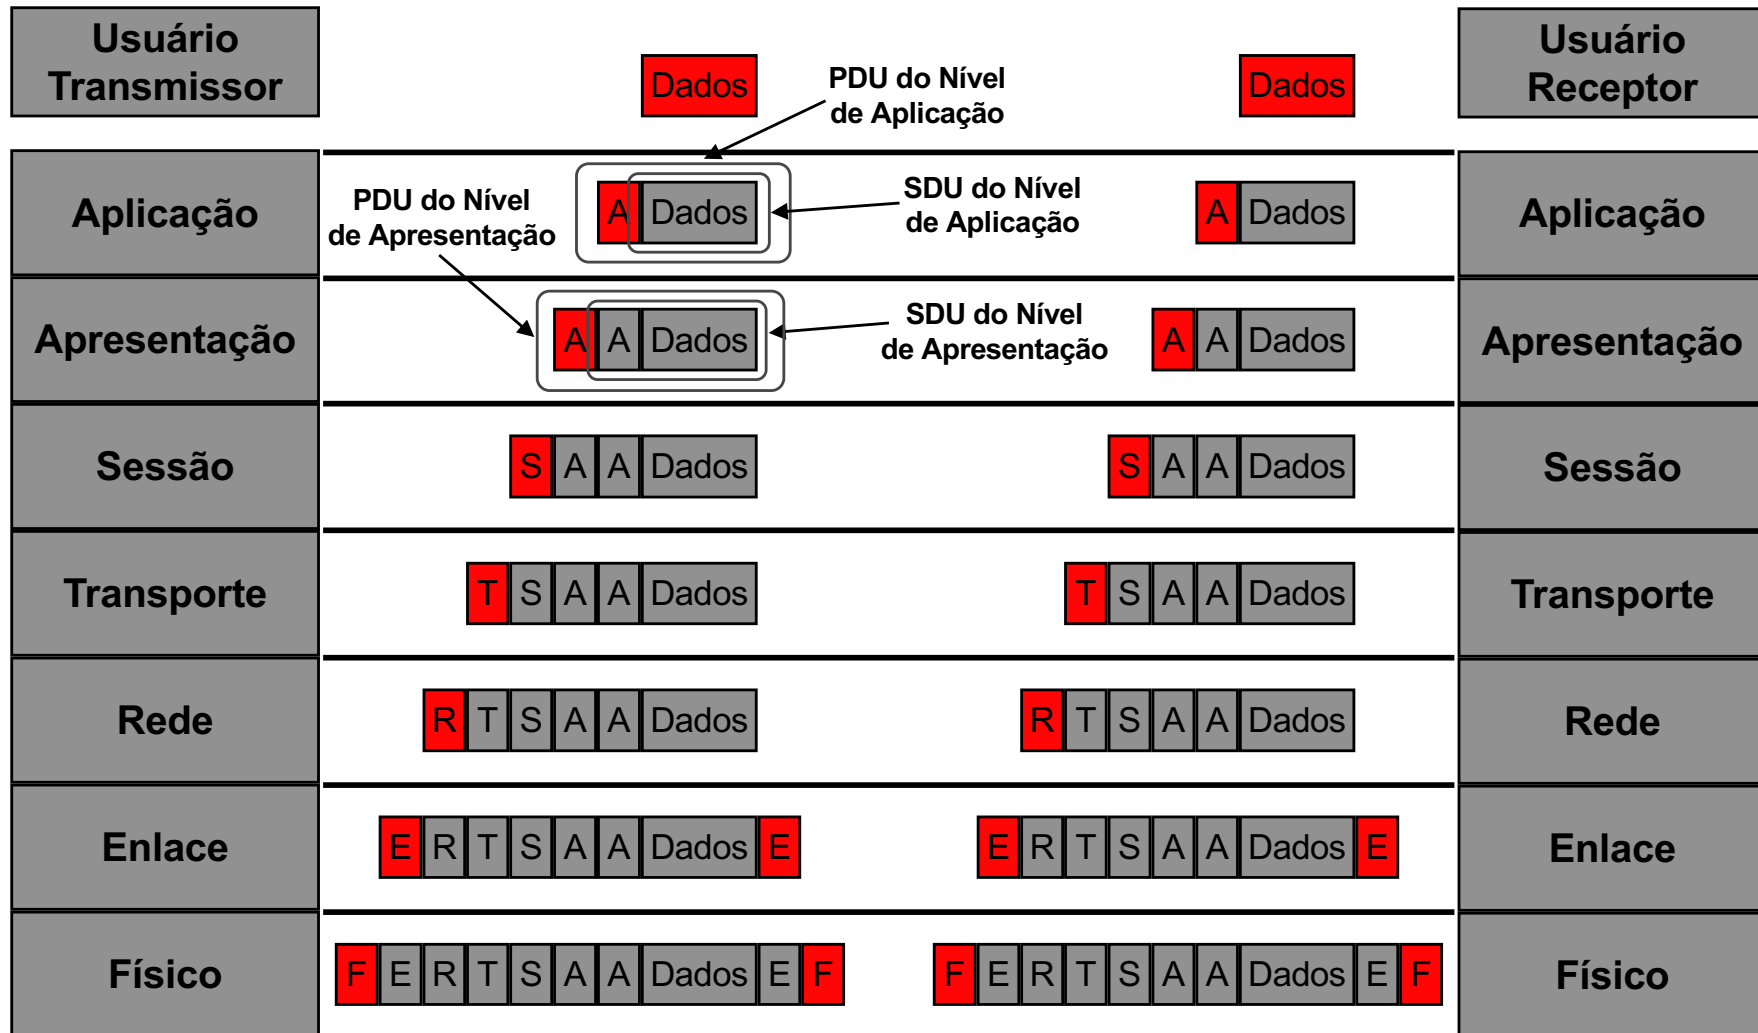 Usuário
Transmissor
Dados
PDU do Nível
de Aplicação
Dados
Usuário
Receptor
Aplicação
PDU do Nível
de Apresentação
A Dados
SDU do Nível
de Aplicação
A Dados
Aplicação
Apresentação
A A Dados
SDU do Nível
de Apresentação
A A Dados
Apresentação
Sessão
S A A Dados
S A A Dados
Sessão
Transporte
T S A A Dados
T S A A Dados
Transporte
Rede
R T S A A Dados
R T S A A Dados
Rede
Enlace
E R T S A A Dados E
E R T S A A Dados E
Enlace
Físico
F E R T S A A Dados E F
F E R T S A A Dados E F
Físico